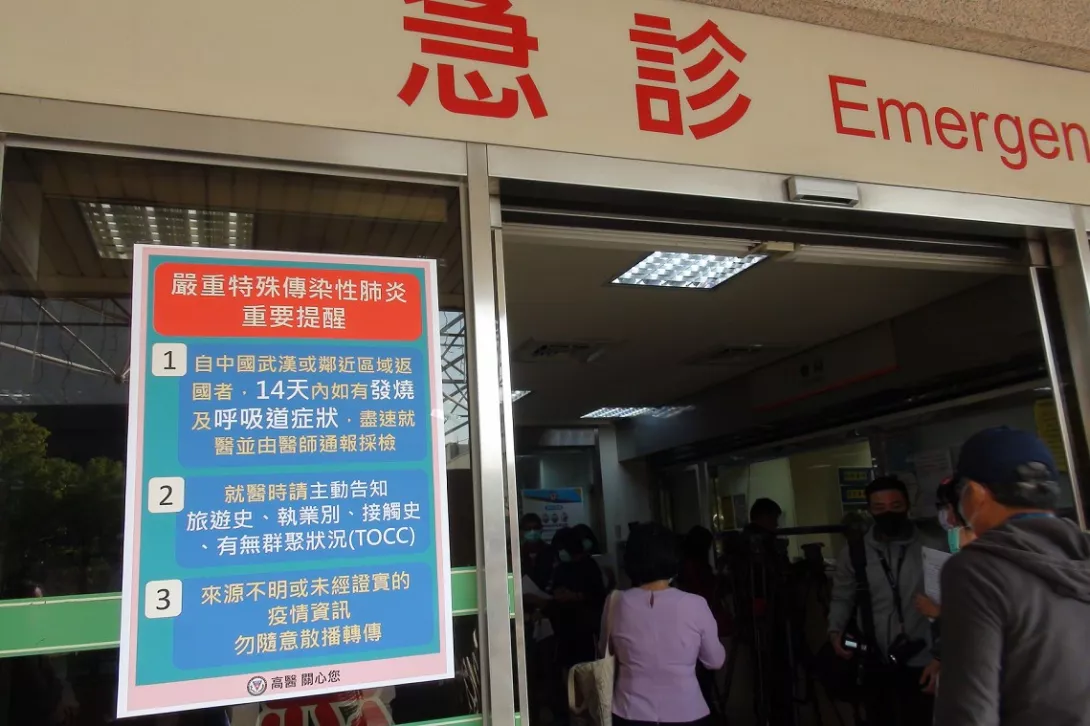 急診 Emergen
嚴重特殊傳染性肺炎
重要提醒
1
自中國武漢或鄰近區域返
國者，14天內如有發燒
及呼吸道症狀，盡速就
醫並由醫師通報採檢
2
就醫時請主動告知
旅遊史、執業別、接觸史
、有無群聚狀況(TOCC)
3
來源不明或未經證實的
疫情資訊
勿隨意散播轉傳
高醫 關心您